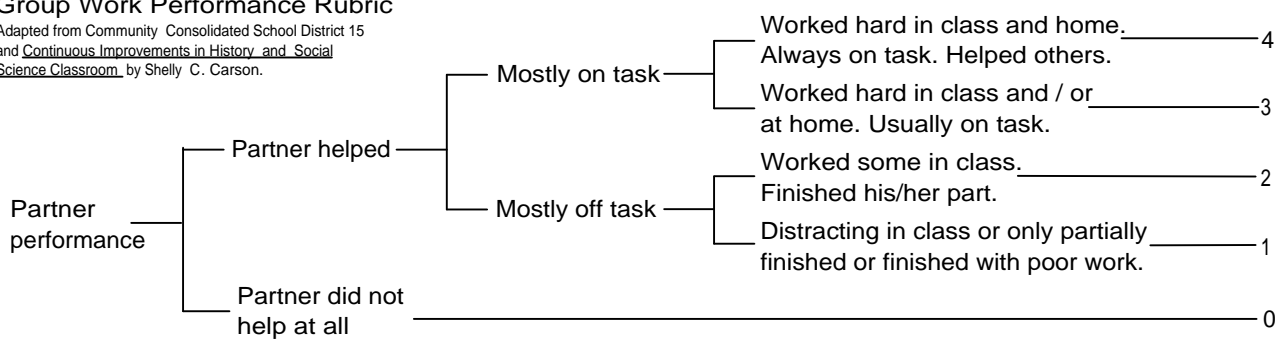 Group Work Performance Rubric
Adapted from Community Consolidated School District 15
and Continuous Improvements in History and Social
Science Classroom by Shelly C. Carson.
Partner
performance
Partner helped
Partner did not
help at all
Mostly on task
Mostly off task
Worked hard in class and home.
Always on task. Helped others.
4
Worked hard in class and / or
at home. Usually on task.
3
Worked some in class.
Finished his/her part.
2
Distracting in class or only partially
finished or finished with poor work.
1
0